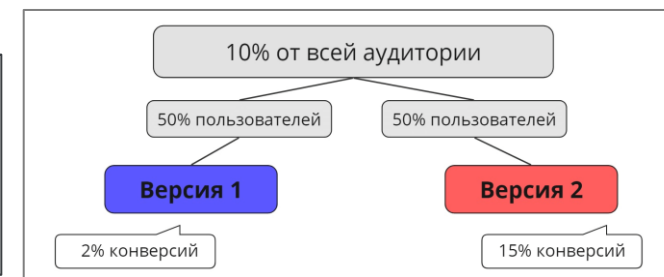 10% от всей аудитории
50% пользователей
50% пользователей
Версия 1
Версия 2
2% конверсий
15% конверсий